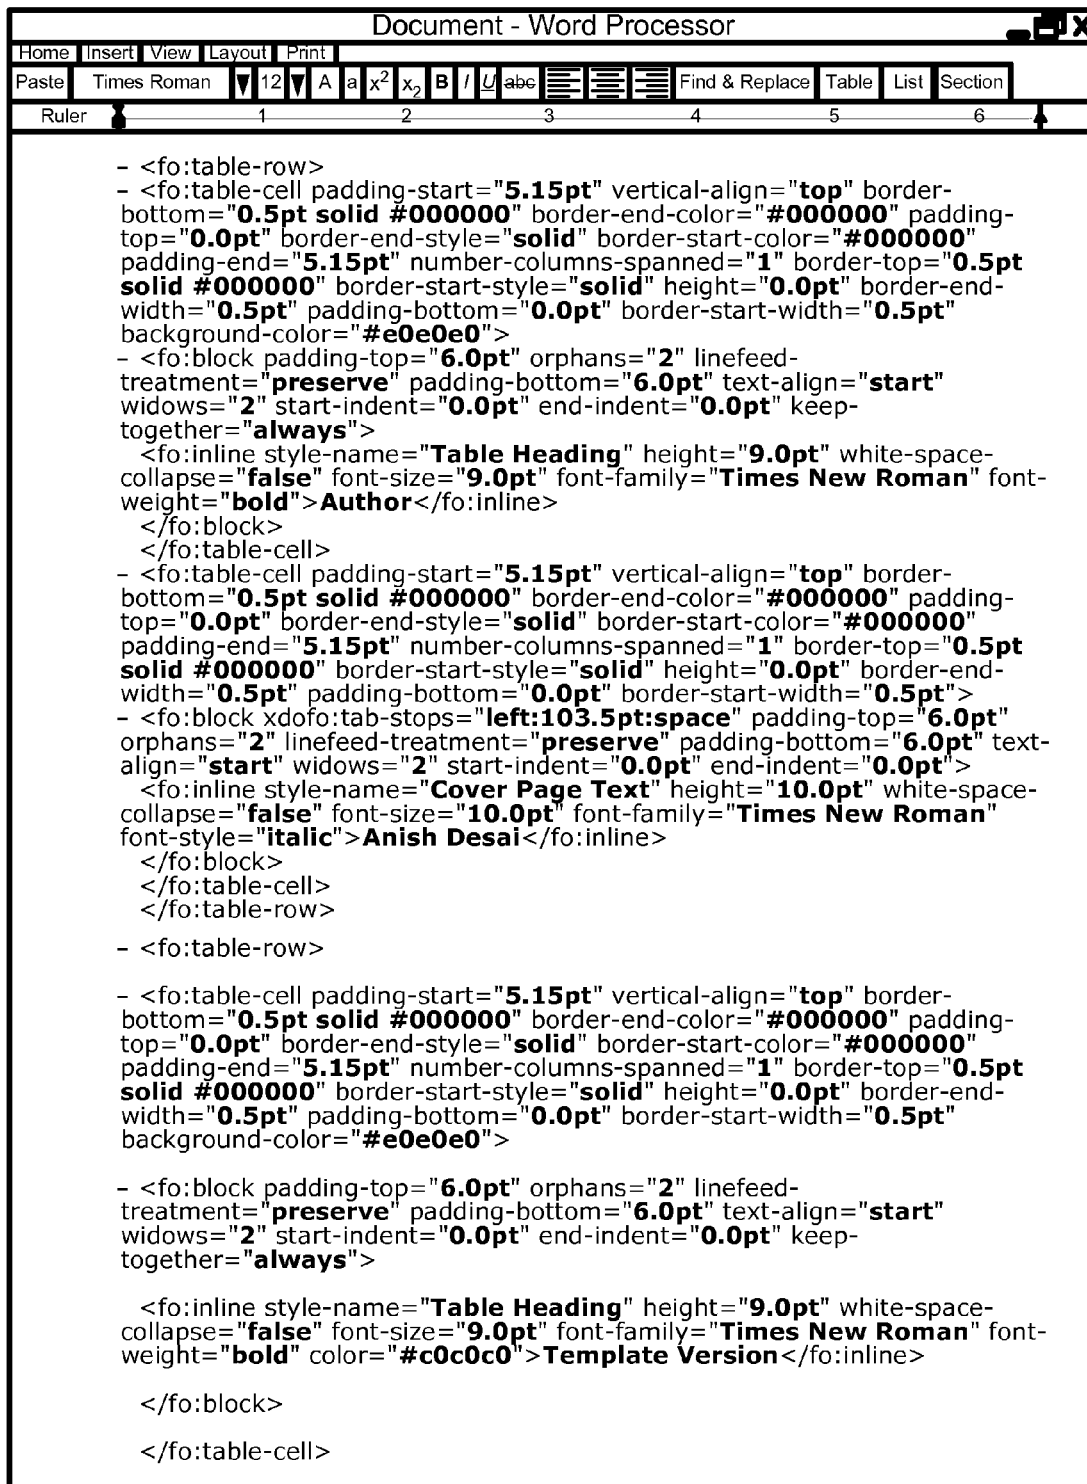 Document - Word Processor
Home Insert View Layout Print
Paste Times Roman 12 A a x2 x2 B I U abc Find & Replace Table List Section
Ruler 1 2 3 4 5 6
– <fo:table-row>
– <fo:table-cell padding-start="5.15pt" vertical-align="top" border-
bottom="0.5pt solid #000000" border-end-color="#000000" padding-
top="0.0pt" border-end-style="solid" border-start-color="#000000"
padding-end="5.15pt" number-columns-spanned="1" border-top="0.5pt
solid #000000" border-start-style="solid" height="0.0pt" border-end-
width="0.5pt" padding-bottom="0.0pt" border-start-width="0.5pt"
background-color="#e0e0e0">
– <fo:block padding-top="6.0pt" orphans="2" linefeed-
treatment="preserve" padding-bottom="6.0pt" text-align="start"
widows="2" start-indent="0.0pt" end-indent="0.0pt" keep-
together="always">
<fo:inline style-name="Table Heading" height="9.0pt" white-space-
collapse="false" font-size="9.0pt" font-family="Times New Roman" font-
weight="bold">Author</fo:inline>
</fo:block>
</fo:table-cell>
– <fo:table-cell padding-start="5.15pt" vertical-align="top" border-
bottom="0.5pt solid #000000" border-end-color="#000000" padding-
top="0.0pt" border-end-style="solid" border-start-color="#000000"
padding-end="5.15pt" number-columns-spanned="1" border-top="0.5pt
solid #000000" border-start-style="solid" height="0.0pt" border-end-
width="0.5pt" padding-bottom="0.0pt" border-start-width="0.5pt">
– <fo:block xdofo:tab-stops="left:103.5pt:space" padding-top="6.0pt"
orphans="2" linefeed-treatment="preserve" padding-bottom="6.0pt" text-
align="start" widows="2" start-indent="0.0pt" end-indent="0.0pt">
<fo:inline style-name="Cover Page Text" height="10.0pt" white-space-
collapse="false" font-size="10.0pt" font-family="Times New Roman"
font-style="italic">Anish Desai</fo:inline>
</fo:block>
</fo:table-cell>
</fo:table-row>
– <fo:table-row>
– <fo:table-cell padding-start="5.15pt" vertical-align="top" border-
bottom="0.5pt solid #000000" border-end-color="#000000" padding-
top="0.0pt" border-end-style="solid" border-start-color="#000000"
padding-end="5.15pt" number-columns-spanned="1" border-top="0.5pt
solid #000000" border-start-style="solid" height="0.0pt" border-end-
width="0.5pt" padding-bottom="0.0pt" border-start-width="0.5pt"
background-color="#e0e0e0">
– <fo:block padding-top="6.0pt" orphans="2" linefeed-
treatment="preserve" padding-bottom="6.0pt" text-align="start"
widows="2" start-indent="0.0pt" end-indent="0.0pt" keep-
together="always">
<fo:inline style-name="Table Heading" height="9.0pt" white-space-
collapse="false" font-size="9.0pt" font-family="Times New Roman" font-
weight="bold" color="#c0c0c0">Template Version</fo:inline>
</fo:block>
</fo:table-cell>